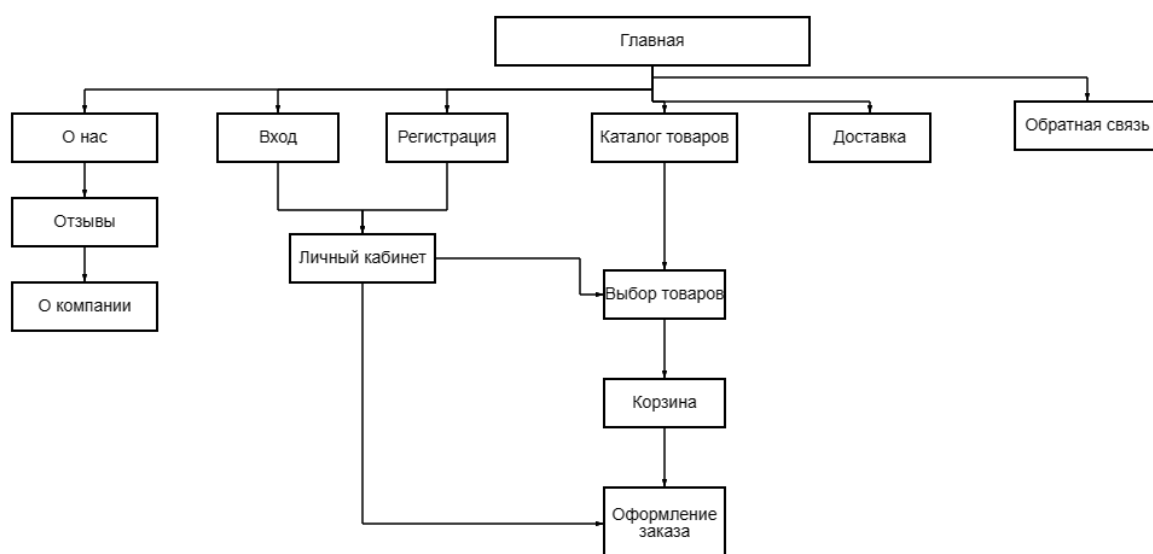 Главная
О нас
Вход
Регистрация
Каталог товаров
Доставка
Обратная связь
Отзывы
Личный кабинет
О компании
Выбор товаров
Корзина
Оформление
заказа